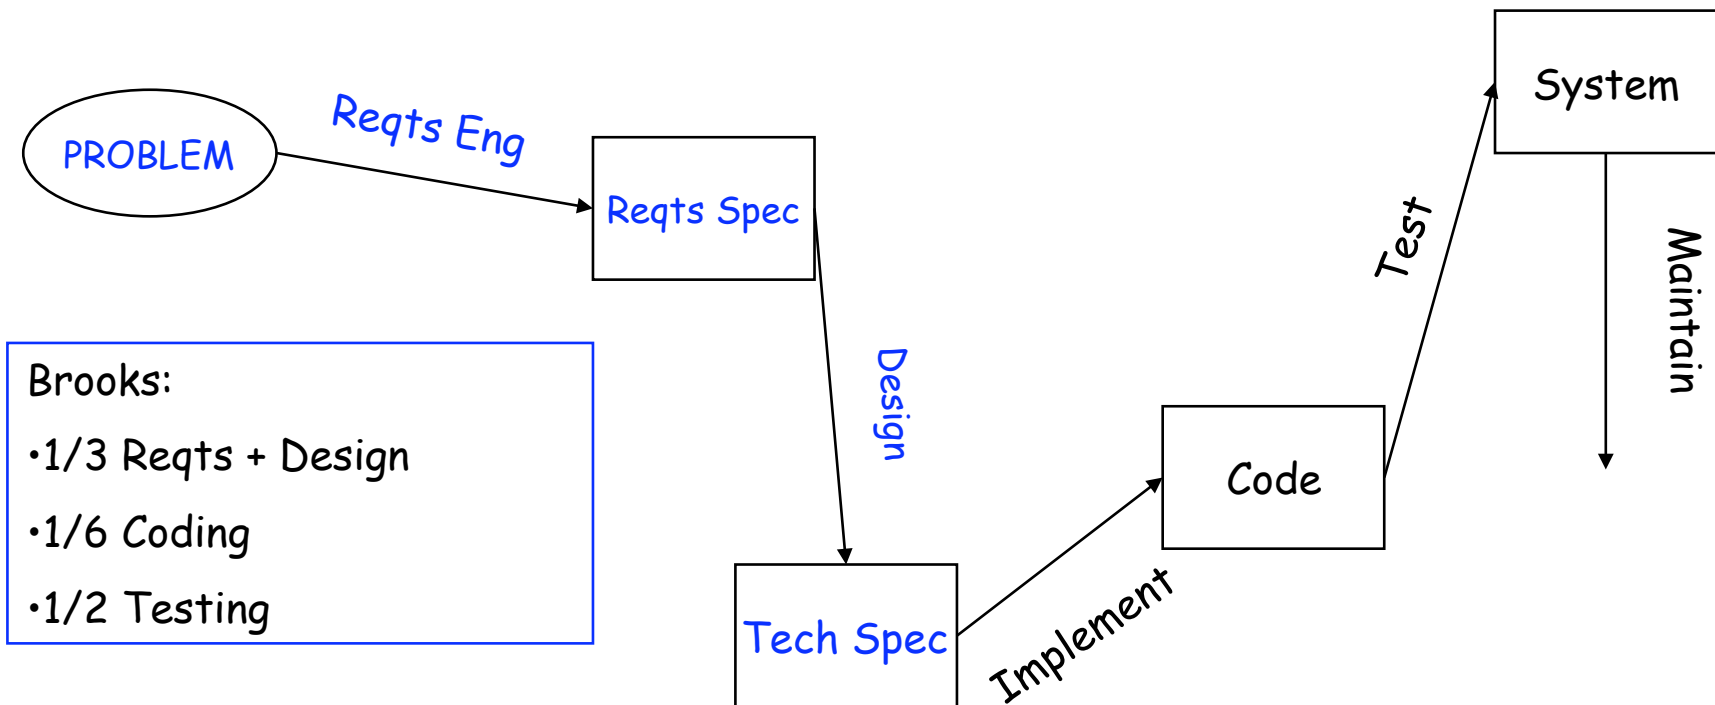 PROBLEM
Reqts Eng
Reqts Spec
Design
Tech Spec
Implement
Code
Test
System
Maintain
Brooks:
•1/3 Reqts + Design
•1/6 Coding
•1/2 Testing